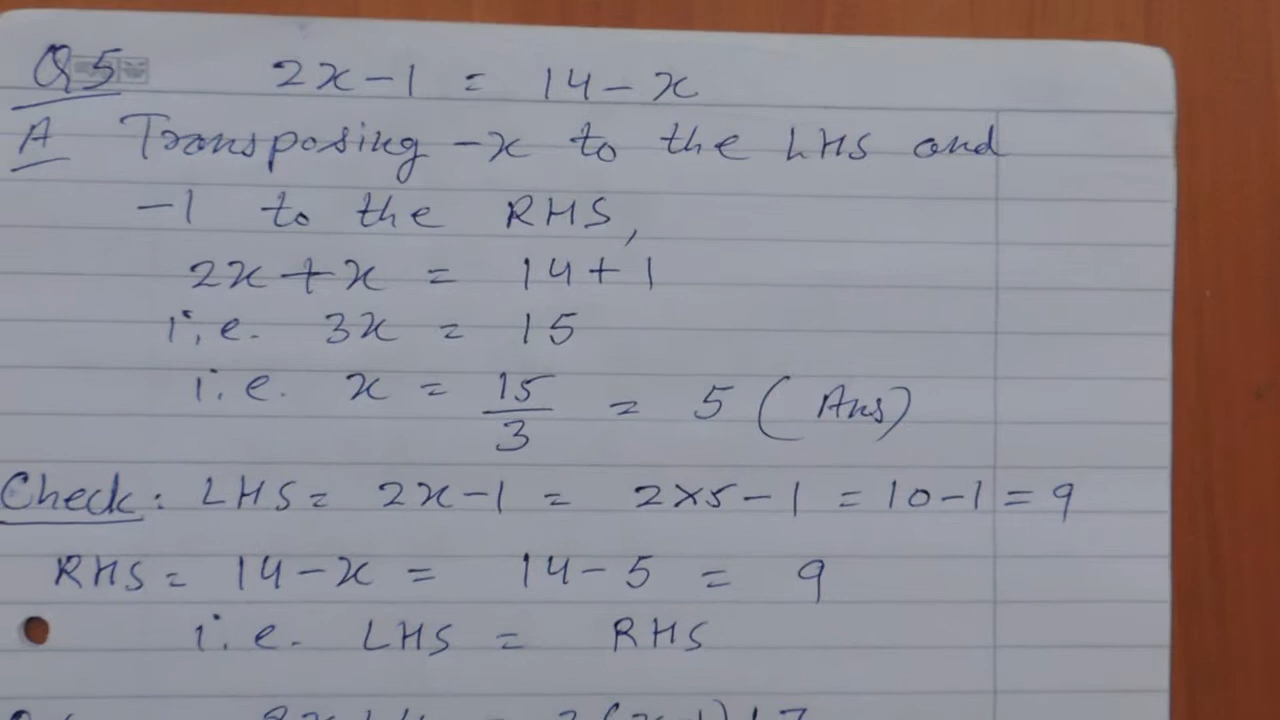 Q5 2x-1 = 14-x
A Transposing -x to the LHS and
-1 to the RHS,
2x+x = 14+1
i.e. 3x = 15
i.e. x = 15/3 = 5 (Ans)
Check: LHS = 2x-1 = 2×5-1 = 10-1 = 9
RHS = 14-x = 14-5 = 9
i.e. LHS = RHS